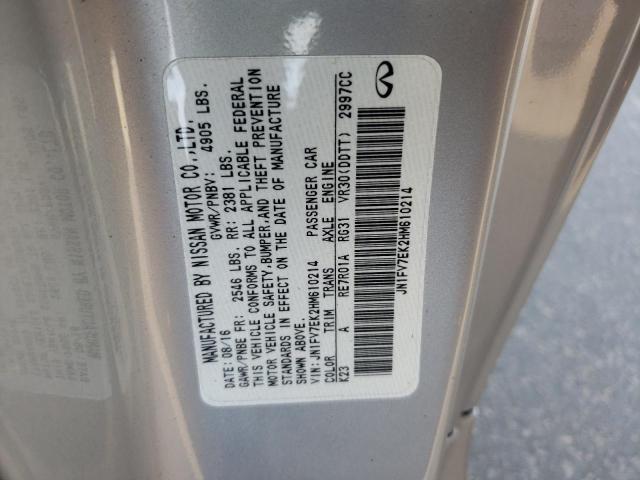 MANUFACTURED BY NISSAN MOTOR CO.,LTD.
GVWR/PNBV: 4905 LBS.
DATE: 08/16
GAWR/PNBE FR: 2546 LBS. RR: 2381 LBS.
THIS VEHICLE CONFORMS TO ALL APPLICABLE FEDERAL
MOTOR VEHICLE SAFETY,BUMPER,AND THEFT PREVENTION
STANDARDS IN EFFECT ON THE DATE OF MANUFACTURE
SHOWN ABOVE.
VIN: JN1FV7EK2HM610214 PASSENGER CAR
COLOR TRIM TRANS AXLE ENGINE
K23 A RE7R01A RG31 VR30(DDTT) 2997CC
JN1FV7EK2HM610214